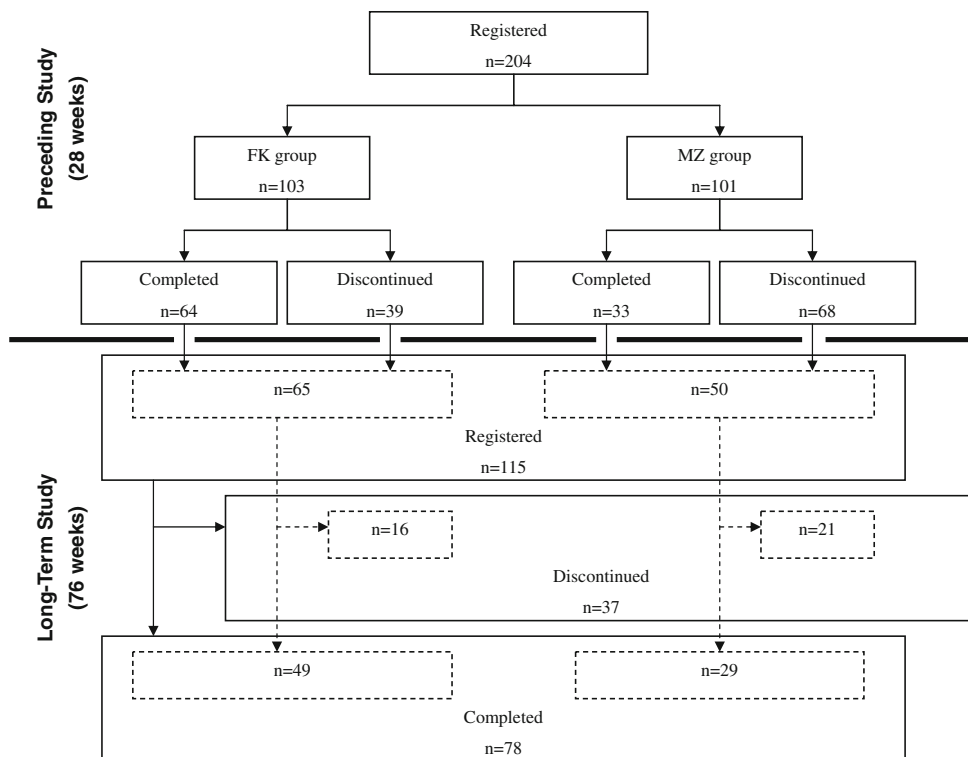 Preceding Study
(28 weeks)
Registered
n=204
FK group
n=103
MZ group
n=101
Completed
n=64
Discontinued
n=39
Completed
n=33
Discontinued
n=68
Long-Term Study
(76 weeks)
n=65
n=50
Registered
n=115
n=16
n=21
Discontinued
n=37
n=49
n=29
Completed
n=78